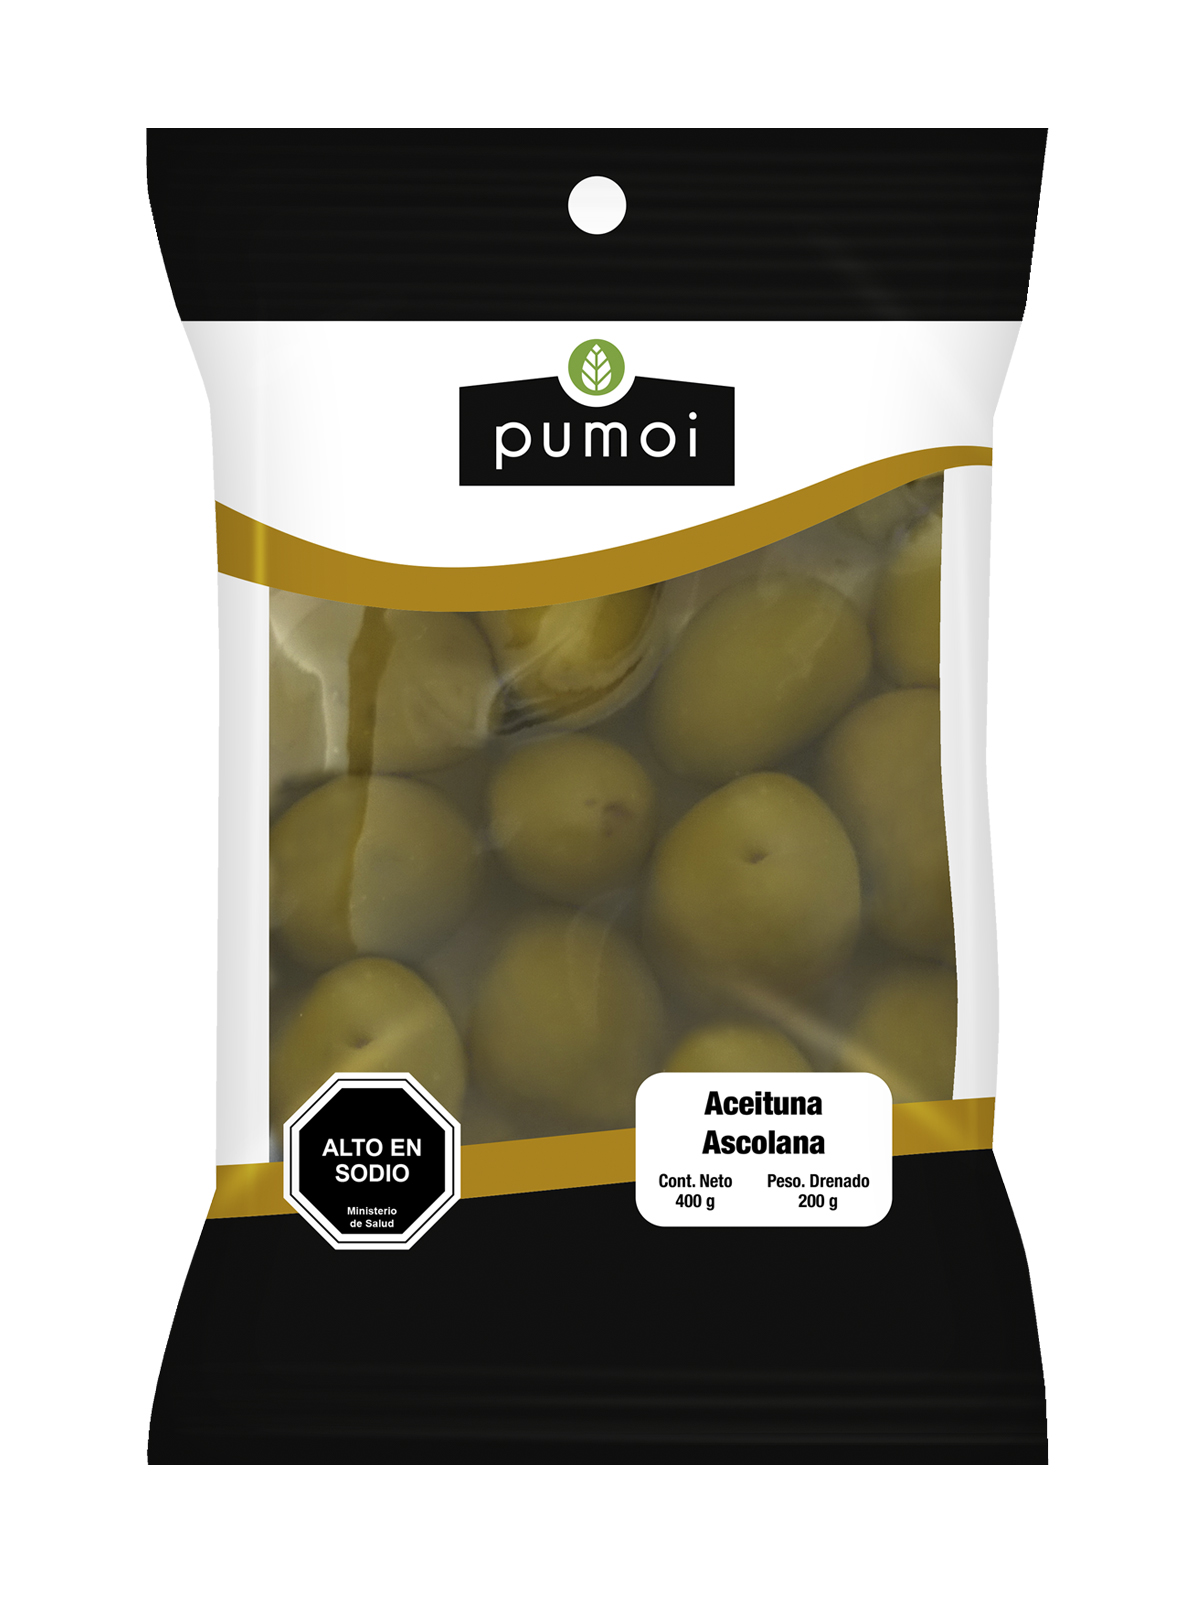 pumoi
ALTO EN
SODIO
Ministerio
de Salud
Aceituna
Ascolana
Cont. Neto
400 g
Peso. Drenado
200 g